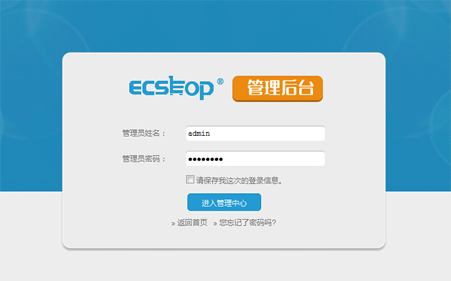 ECShop® 管理后台
管理员姓名：admin
管理员密码：●●●●●●●●
请保存我这次的登录信息。
进入管理中心
» 返回首页 » 您忘记了密码吗?